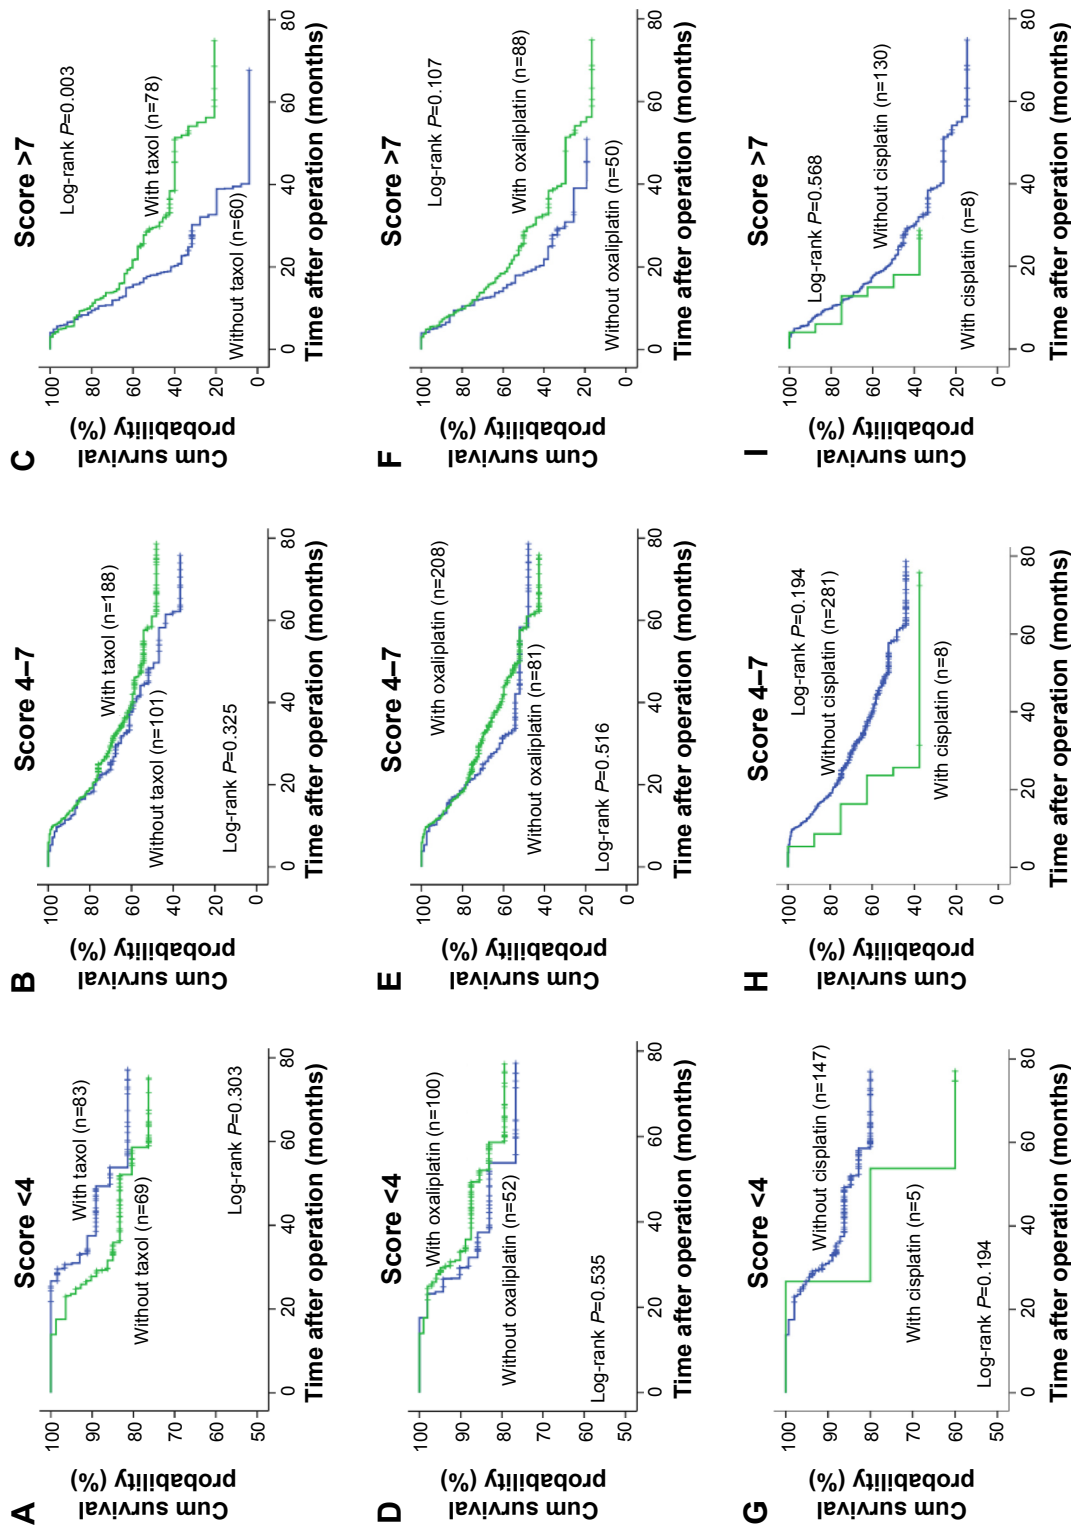 A
Score <4
Cum survival
probability (%)
100
90
80
70
60
50
With taxol (n=83)
Without taxol (n=69)
Log-rank P=0.303
0 20 40 60 80
Time after operation (months)
B
Score 4–7
Cum survival
probability (%)
100
80
60
40
20
0
With taxol (n=188)
Without taxol (n=101)
Log-rank P=0.325
0 20 40 60 80
Time after operation (months)
C
Score >7
Cum survival
probability (%)
100
80
60
40
20
0
Log-rank P=0.003
With taxol (n=78)
Without taxol (n=60)
0 20 40 60 80
Time after operation (months)
D
Score <4
Cum survival
probability (%)
100
90
80
70
60
50
With oxaliplatin (n=100)
Without oxaliplatin (n=52)
Log-rank P=0.535
0 20 40 60 80
Time after operation (months)
E
Score 4–7
Cum survival
probability (%)
100
80
60
40
20
0
With oxaliplatin (n=208)
Without oxaliplatin (n=81)
Log-rank P=0.516
0 20 40 60 80
Time after operation (months)
F
Score >7
Cum survival
probability (%)
100
80
60
40
20
0
Log-rank P=0.107
With oxaliplatin (n=88)
Without oxaliplatin (n=50)
0 20 40 60 80
Time after operation (months)
G
Score <4
Cum survival
probability (%)
100
90
80
70
60
50
Without cisplatin (n=147)
With cisplatin (n=5)
Log-rank P=0.194
0 20 40 60 80
Time after operation (months)
H
Score 4–7
Cum survival
probability (%)
100
80
60
40
20
0
Log-rank P=0.194
Without cisplatin (n=281)
With cisplatin (n=8)
0 20 40 60 80
Time after operation (months)
I
Score >7
Cum survival
probability (%)
100
80
60
40
20
0
Log-rank P=0.568
Without cisplatin (n=130)
With cisplatin (n=8)
0 20 40 60 80
Time after operation (months)